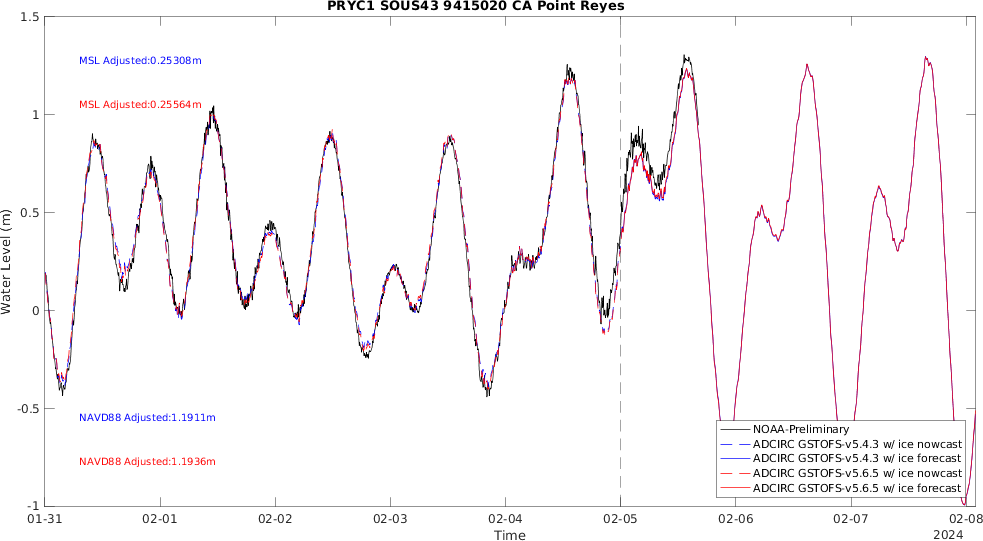 PRYC1 SOUS43 9415020 CA Point Reyes
1.5
1
0.5
0
-0.5
-1
Water Level (m)
MSL Adjusted:0.25308m
MSL Adjusted:0.25564m
NAVD88 Adjusted:1.1911m
NAVD88 Adjusted:1.1936m
NOAA-Preliminary
ADCIRC GSTOFS-v5.4.3 w/ ice nowcast
ADCIRC GSTOFS-v5.4.3 w/ ice forecast
ADCIRC GSTOFS-v5.6.5 w/ ice nowcast
ADCIRC GSTOFS-v5.6.5 w/ ice forecast
01-31 02-01 02-02 02-03 02-04 02-05 02-06 02-07 02-08
Time
2024